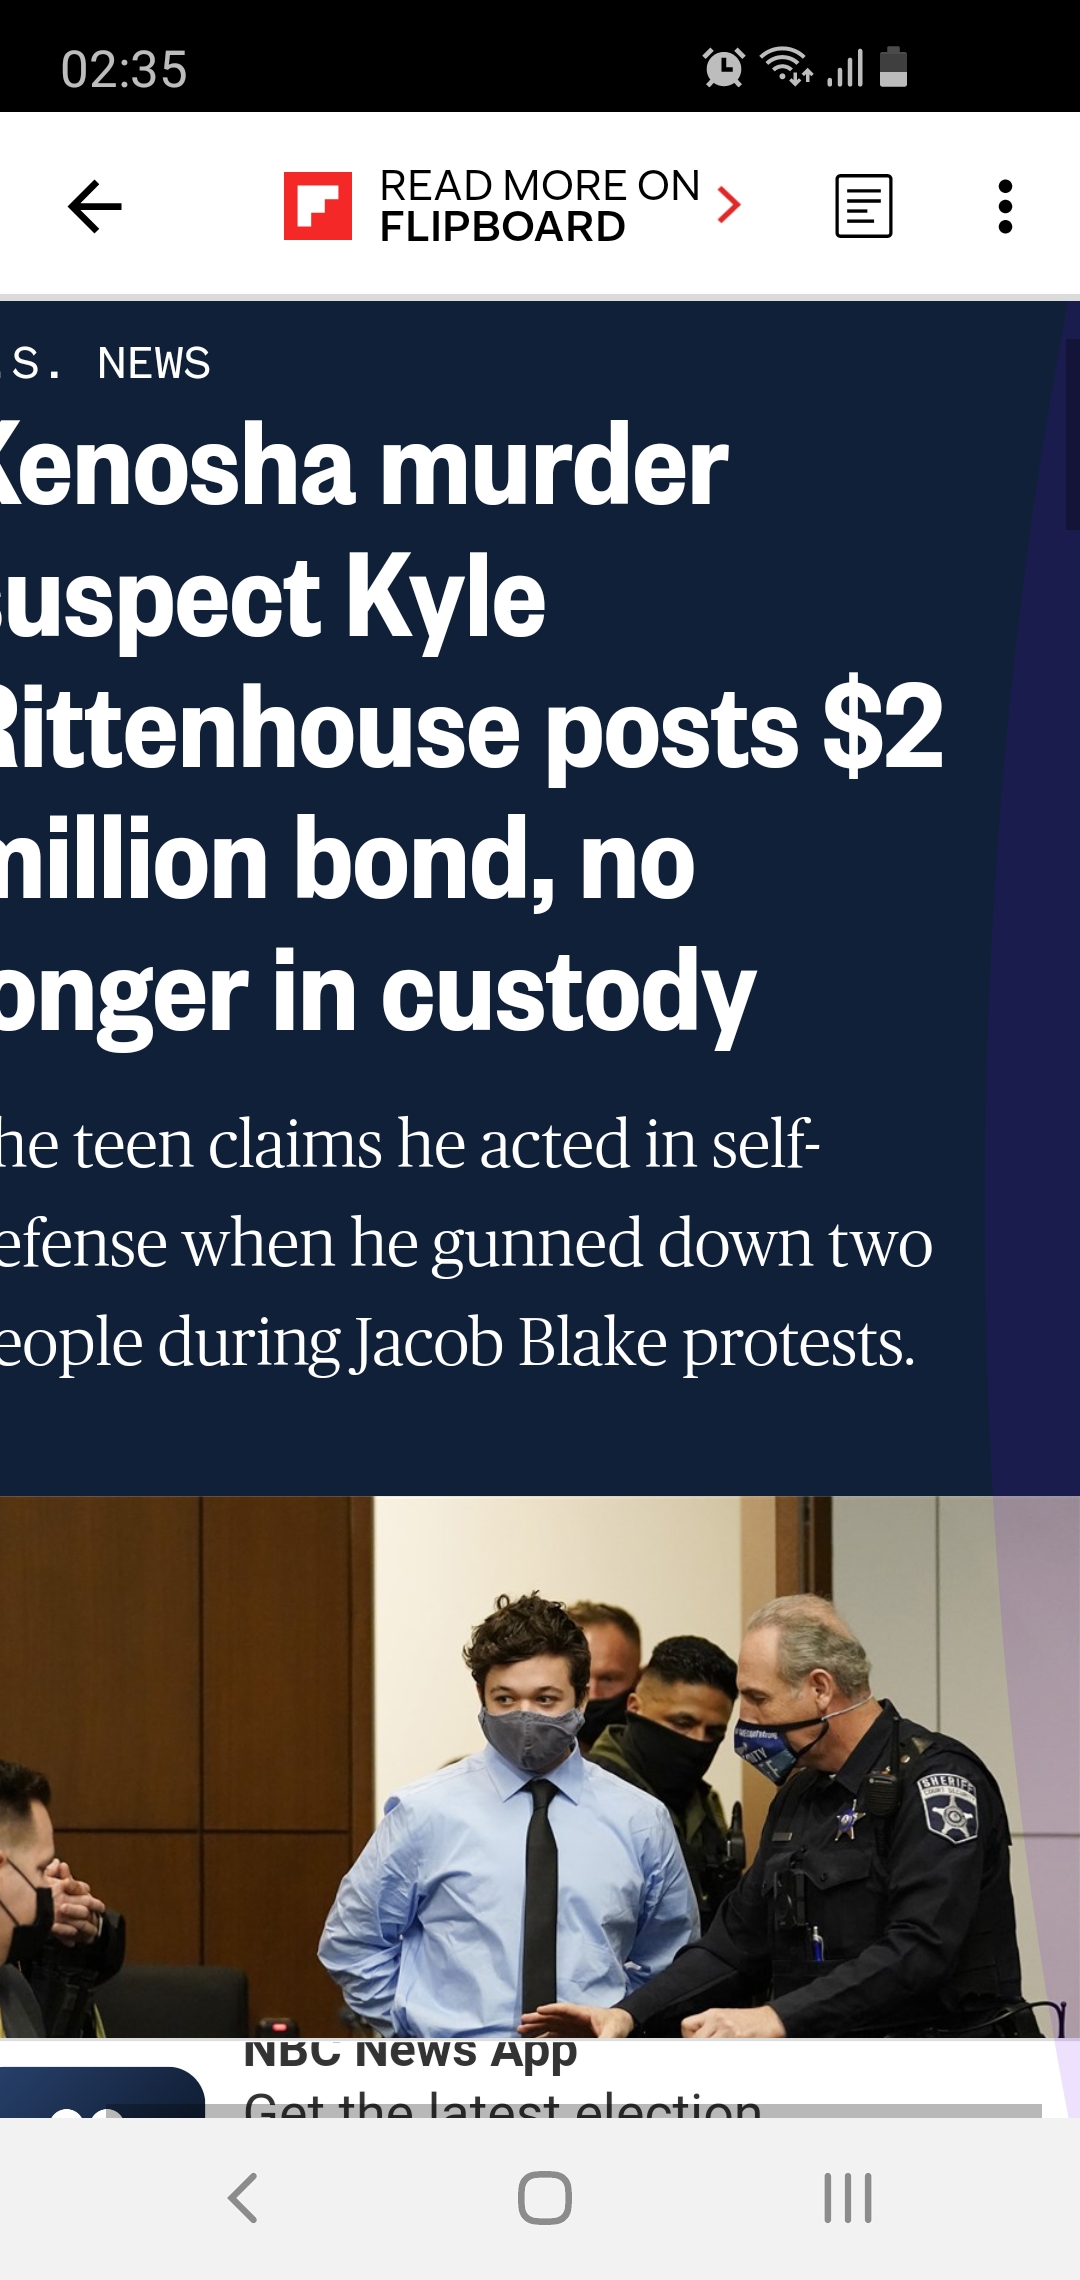 02:35
READ MORE ON
FLIPBOARD
.S. NEWS
Kenosha murder
suspect Kyle
Rittenhouse posts $2
million bond, no
onger in custody
he teen claims he acted in self-
efense when he gunned down two
eople during Jacob Blake protests.
SHERIFF
NBC News App
Get the latest election